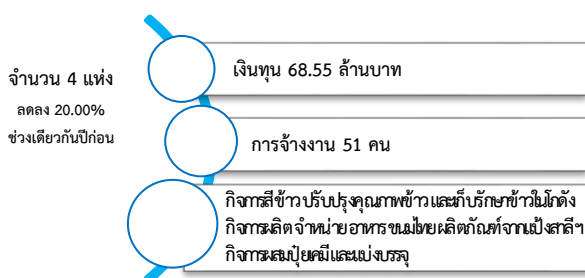 จำนวน 4 แห่ง
ลดลง 20.00%
ช่วงเดียวกันปีก่อน
เงินทุน 68.55 ล้านบาท
การจ้างงาน 51 คน
กิจการสีข้าว ปรับปรุงคุณภาพข้าว และเก็บรักษาข้าวในโกดัง
กิจการผลิต จำหน่าย อาหาร ขนมไทย ผลิตภัณฑ์จากแป้งสาลีฯ
กิจการผสมปุ๋ยเคมี และแบ่งบรรจุ